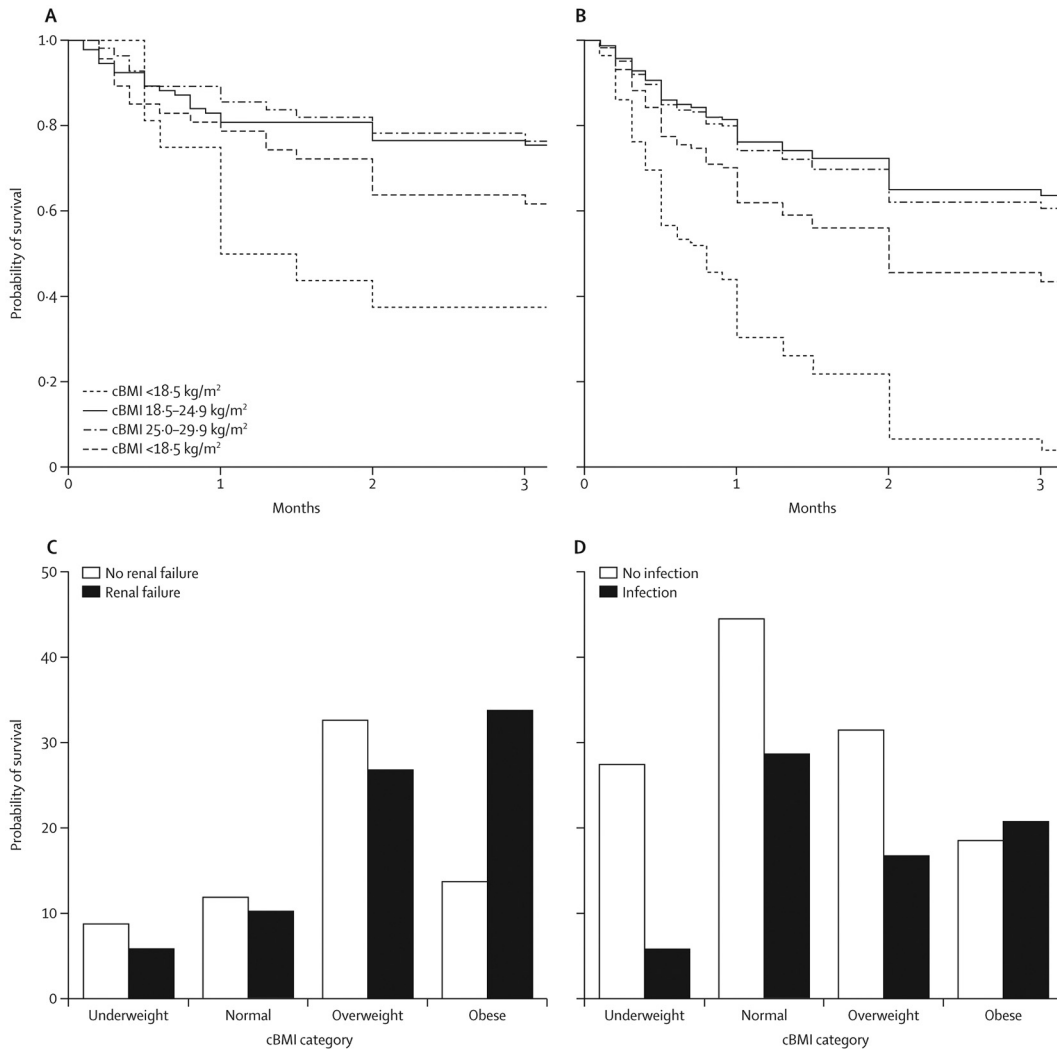 A
Probability of survival
1·0
0·8
0·6
0·4
0·2
0
cBMI <18·5 kg/m²
cBMI 18·5–24·9 kg/m²
cBMI 25·0–29·9 kg/m²
cBMI <18·5 kg/m²
0
1
2
3
Months
B
0
1
2
3
Months
C
No renal failure
Renal failure
Probability of survival
50
40
30
20
10
0
Underweight
Normal
Overweight
Obese
cBMI category
D
No infection
Infection
Underweight
Normal
Overweight
Obese
cBMI category